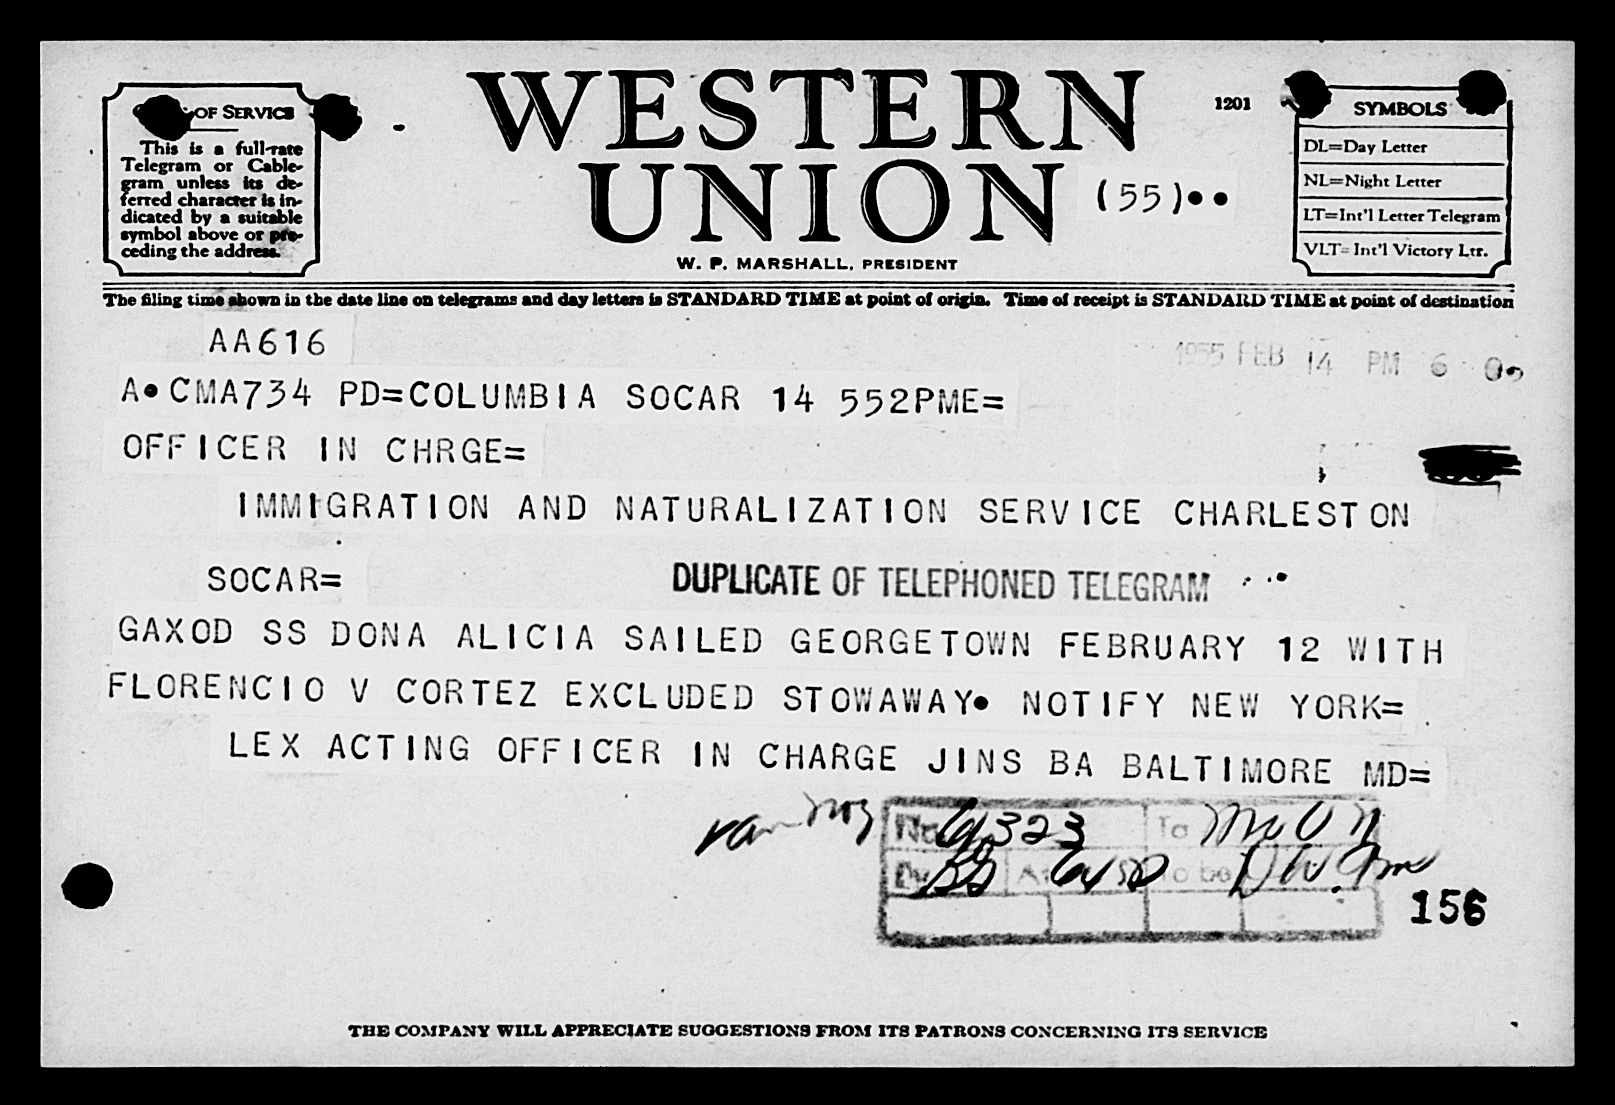 WESTERN
UNION
1201
(55)••
W. P. MARSHALL, PRESIDENT
OF SERVICE
This is a full-rate
Telegram or Cable-
gram unless its de-
ferred character is in-
dicated by a suitable
symbol above or pre-
ceding the address.
SYMBOLS
DL=Day Letter
NL=Night Letter
LT=Int'l Letter Telegram
VLT=Int'l Victory Ltr.
The filing time shown in the date line on telegrams and day letters is STANDARD TIME at point of origin. Time of receipt is STANDARD TIME at point of destination
AA616
1955 FEB 14 PM 6
A•CMA734 PD=COLUMBIA SOCAR 14 552PME=
OFFICER IN CHRGE=
IMMIGRATION AND NATURALIZATION SERVICE CHARLESTON
SOCAR=
DUPLICATE OF TELEPHONED TELEGRAM
GAXOD SS DONA ALICIA SAILED GEORGETOWN FEBRUARY 12 WITH
FLORENCIO V CORTEZ EXCLUDED STOWAWAY• NOTIFY NEW YORK=
LEX ACTING OFFICER IN CHARGE JINS BA BALTIMORE MD=
No To
By At To be
156
THE COMPANY WILL APPRECIATE SUGGESTIONS FROM ITS PATRONS CONCERNING ITS SERVICE